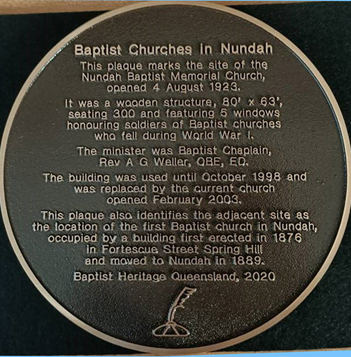 Baptist Churches in Nundah
This plaque marks the site of the
Nundah Baptist Memorial Church,
opened 4 August 1923.
It was a wooden structure, 80' x 63',
seating 300 and featuring 5 windows
honouring soldiers of Baptist churches
who fell during World War I.
The minister was Baptist Chaplain,
Rev A G Weller, OBE, ED.
The building was used until October 1998 and
was replaced by the current church
opened February 2003.
This plaque also identifies the adjacent site as
the location of the first Baptist church in Nundah,
occupied by a building first erected in 1876
in Fortescue Street Spring Hill
and moved to Nundah in 1889.
Baptist Heritage Queensland, 2020